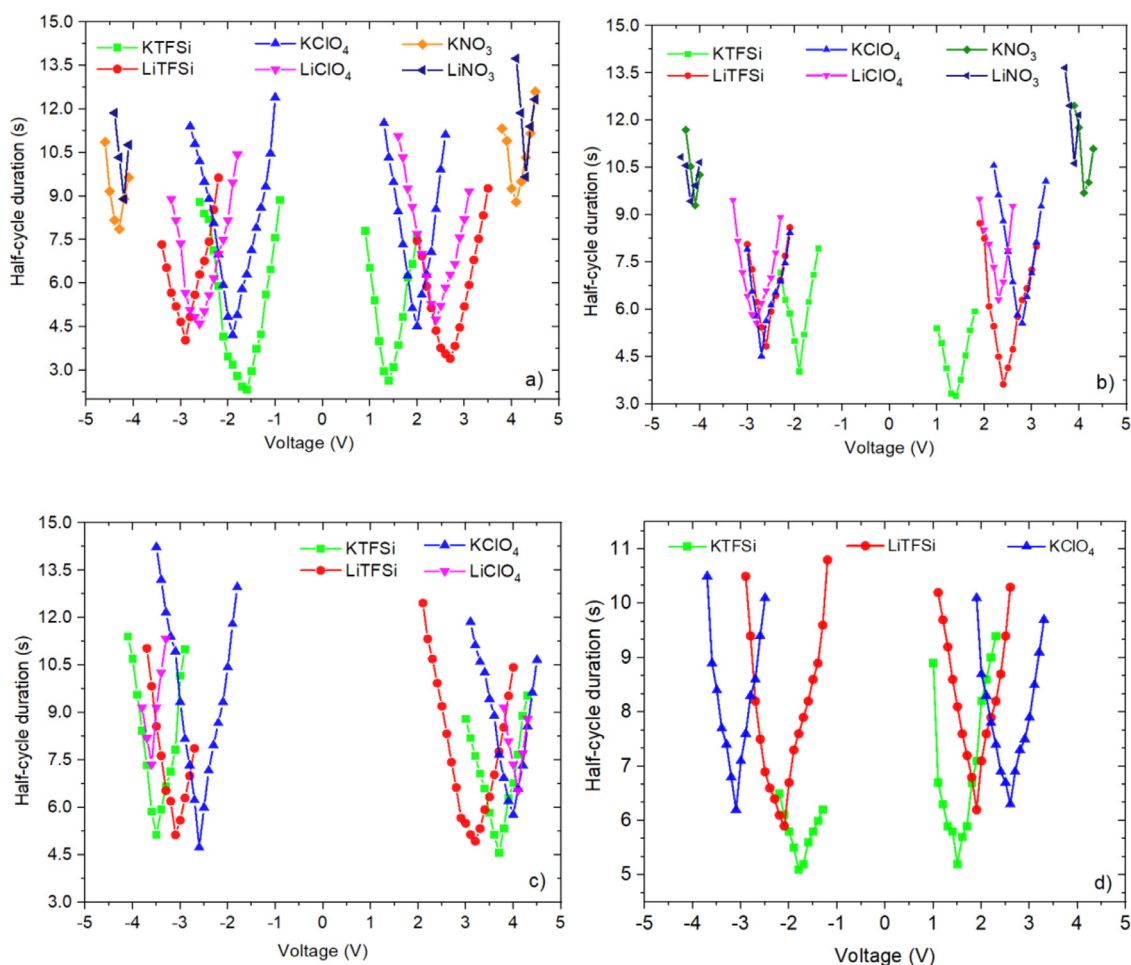 15.0
13.5
12.0
10.5
9.0
7.5
6.0
4.5
3.0
Half-cycle duration (s)
KTFSi KClO₄ KNO₃
LiTFSi LiClO₄ LiNO₃
a)
-5 -4 -3 -2 -1 0 1 2 3 4 5
Voltage (V)
15.0
13.5
12.0
10.5
9.0
7.5
6.0
4.5
3.0
Half-cycle duration (s)
KTFSi KClO₄ KNO₃
LiTFSi LiClO₄ LiNO₃
b)
-5 -4 -3 -2 -1 0 1 2 3 4 5
Voltage (V)
15.0
13.5
12.0
10.5
9.0
7.5
6.0
4.5
3.0
Half-cycle duration (s)
KTFSi KClO₄
LiTFSi LiClO₄
c)
-5 -4 -3 -2 -1 0 1 2 3 4 5
Voltage (V)
11
10
9
8
7
6
5
Half-cycle duration (s)
KTFSi LiTFSi KClO₄
d)
-5 -4 -3 -2 -1 0 1 2 3 4 5
Voltage (V)